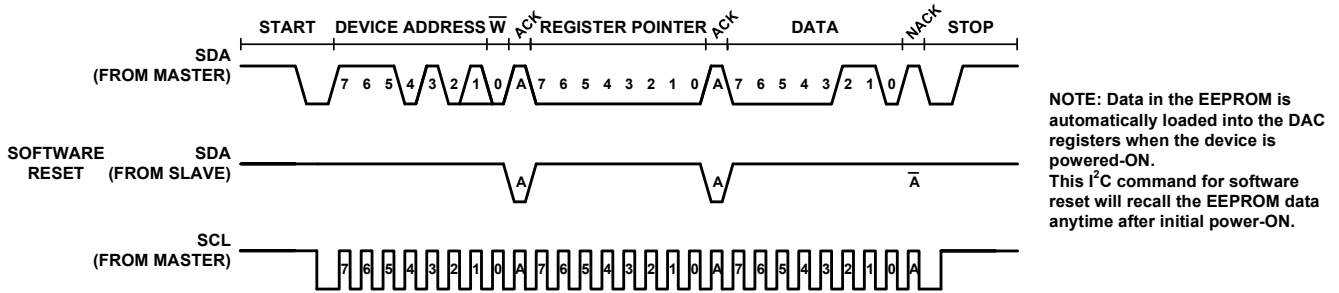 START DEVICE ADDRESS W̅ ACK REGISTER POINTER ACK DATA NACK STOP
SDA
(FROM MASTER)
7 6 5 4 3 2 1 0 A 7 6 5 4 3 2 1 0 A 7 6 5 4 3 2 1 0 A
SOFTWARE RESET
SDA
(FROM SLAVE)
A A A̅
SCL
(FROM MASTER)
7 6 5 4 3 2 1 0 A 7 6 5 4 3 2 1 0 A 7 6 5 4 3 2 1 0 A
NOTE: Data in the EEPROM is
automatically loaded into the DAC
registers when the device is
powered-ON.
This I²C command for software
reset will recall the EEPROM data
anytime after initial power-ON.